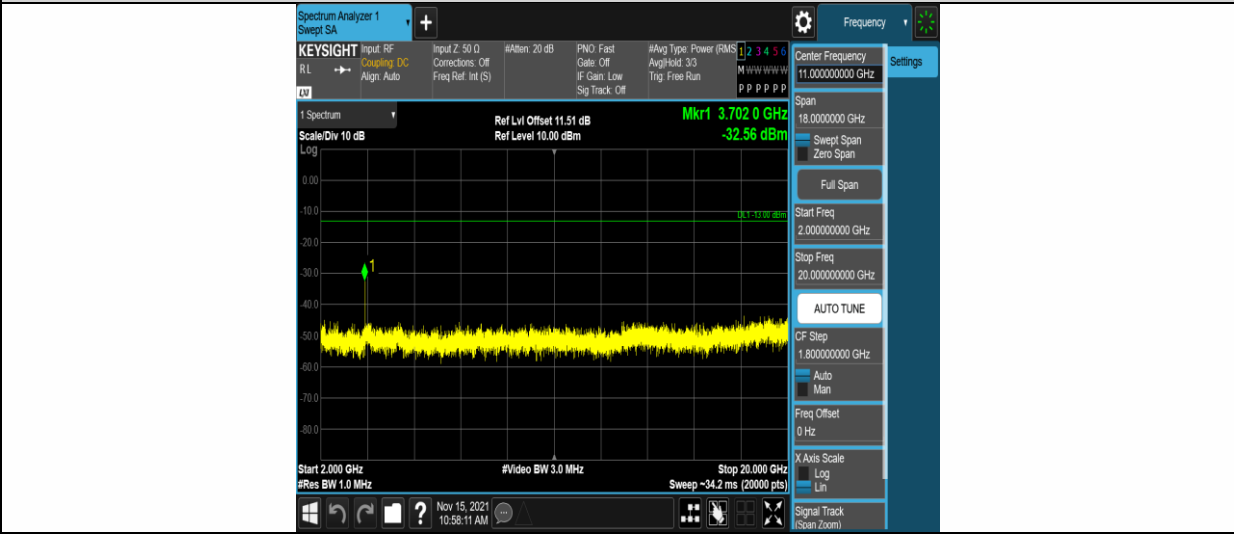 Spectrum Analyzer 1
Swept SA
+
Frequency
KEYSIGHT
RL
LXI
Input: RF
Coupling: DC
Align: Auto
Input Z: 50 Ω
Corrections: Off
Freq Ref: Int (S)
#Atten: 20 dB
PNO: Fast
Gate: Off
IF Gain: Low
Sig Track: Off
#Avg Type: Power (RMS
Avg|Hold: 3/3
Trig: Free Run
1 2 3 4 5 6
M W W W W W
P P P P P P
1 Spectrum
Scale/Div 10 dB
Log
Ref Lvl Offset 11.51 dB
Ref Level 10.00 dBm
Mkr1 3.702 0 GHz
-32.56 dBm
0.00
-10.0
DL1 -13.00 dBm
-20.0
1
-30.0
-40.0
-50.0
-60.0
-70.0
-80.0
Start 2.000 GHz
#Res BW 1.0 MHz
#Video BW 3.0 MHz
Stop 20.000 GHz
Sweep ~34.2 ms (20000 pts)
?
Nov 15, 2021
10:58:11 AM
Center Frequency
11.000000000 GHz
Settings
Span
18.0000000 GHz
Swept Span
Zero Span
Full Span
Start Freq
2.000000000 GHz
Stop Freq
20.000000000 GHz
AUTO TUNE
CF Step
1.800000000 GHz
Auto
Man
Freq Offset
0 Hz
X Axis Scale
Log
Lin
Signal Track
(Span Zoom)